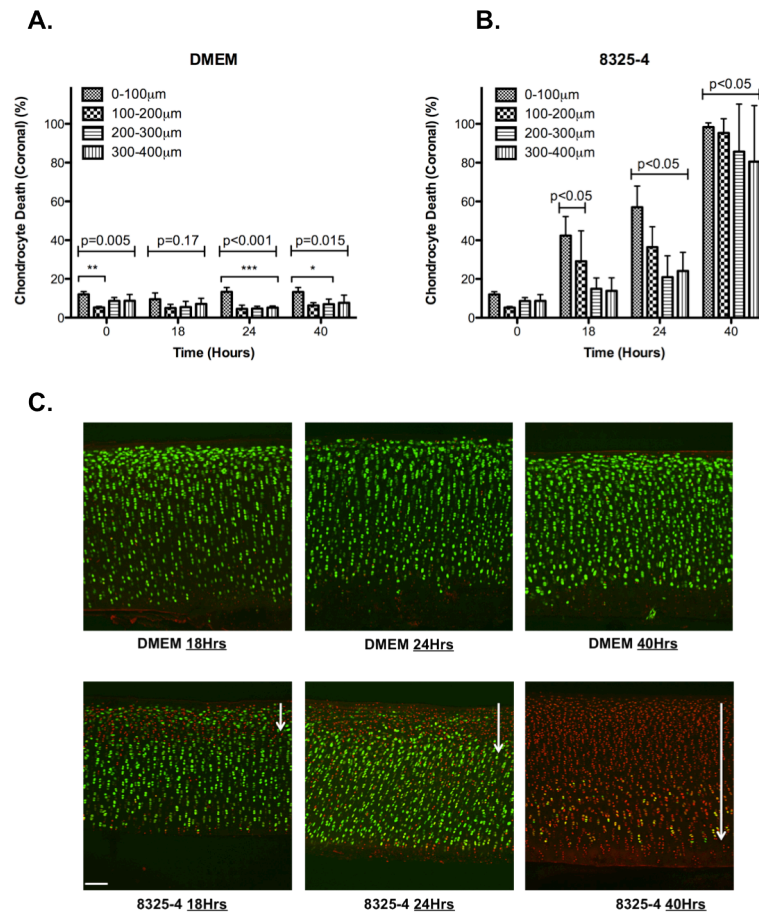 A.
DMEM
0-100μm
100-200μm
200-300μm
300-400μm
Chondrocyte Death (Coronal) (%)
100
80
60
40
20
0
p=0.005
p=0.17
p<0.001
p=0.015
**
***
*
0
18
24
40
Time (Hours)
B.
8325-4
0-100μm
100-200μm
200-300μm
300-400μm
Chondrocyte Death (Coronal) (%)
100
80
60
40
20
0
p<0.05
p<0.05
p<0.05
0
18
24
40
Time (Hours)
C.
DMEM 18Hrs
DMEM 24Hrs
DMEM 40Hrs
8325-4 18Hrs
8325-4 24Hrs
8325-4 40Hrs